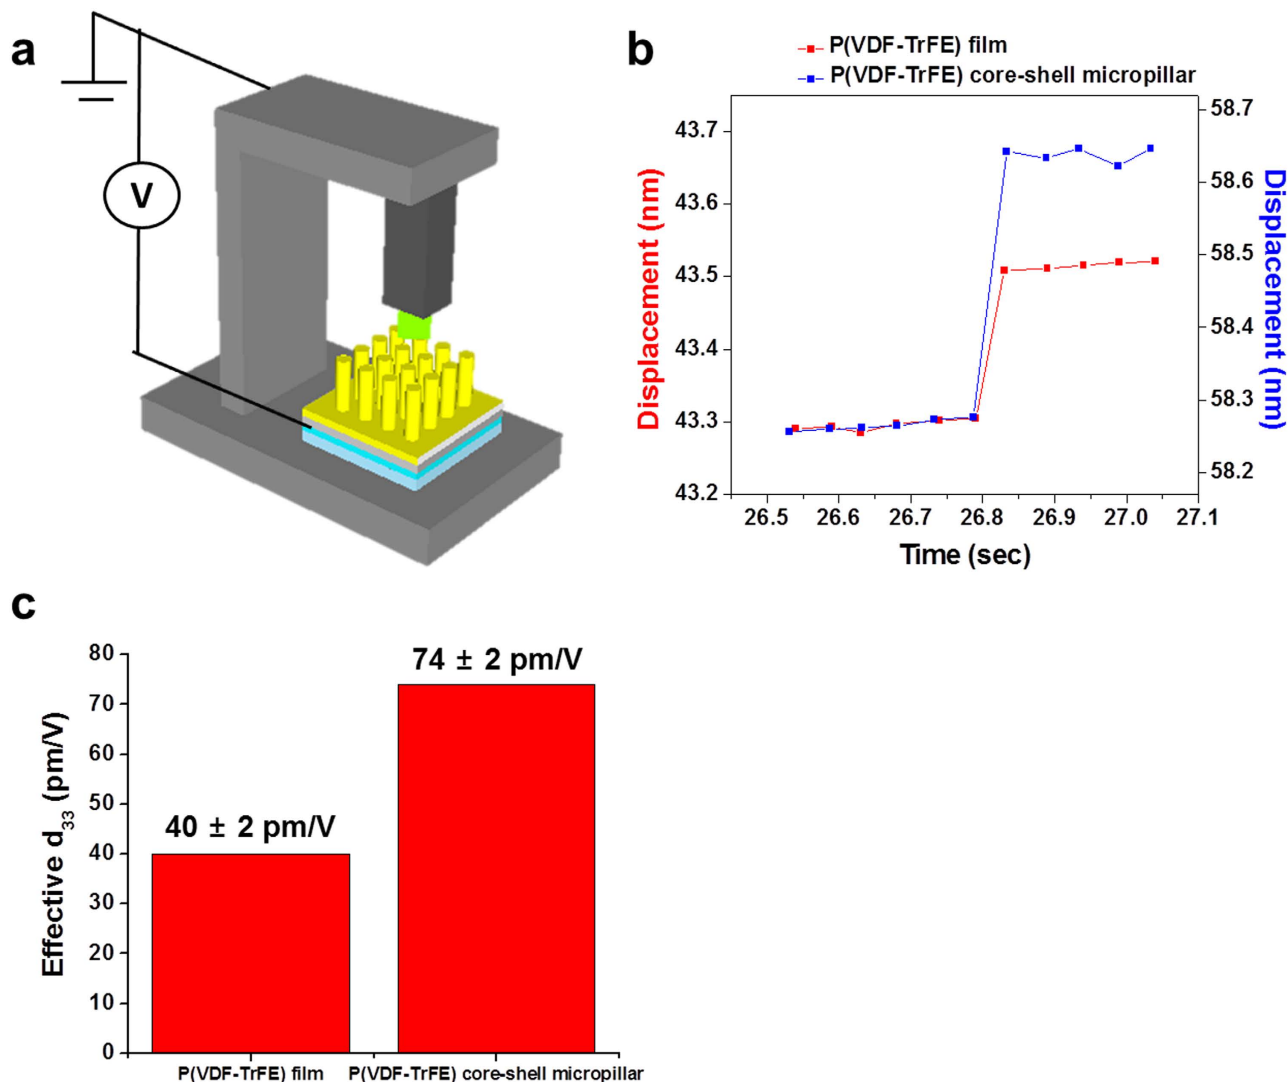 a
V
b
P(VDF-TrFE) film
P(VDF-TrFE) core-shell micropillar
Displacement (nm)
43.7
43.6
43.5
43.4
43.3
43.2
58.7
58.6
58.5
58.4
58.3
58.2
Displacement (nm)
26.5 26.6 26.7 26.8 26.9 27.0 27.1
Time (sec)
c
Effective d33 (pm/V)
80
70
60
50
40
30
20
10
0
40 ± 2 pm/V
74 ± 2 pm/V
P(VDF-TrFE) film P(VDF-TrFE) core-shell micropillar